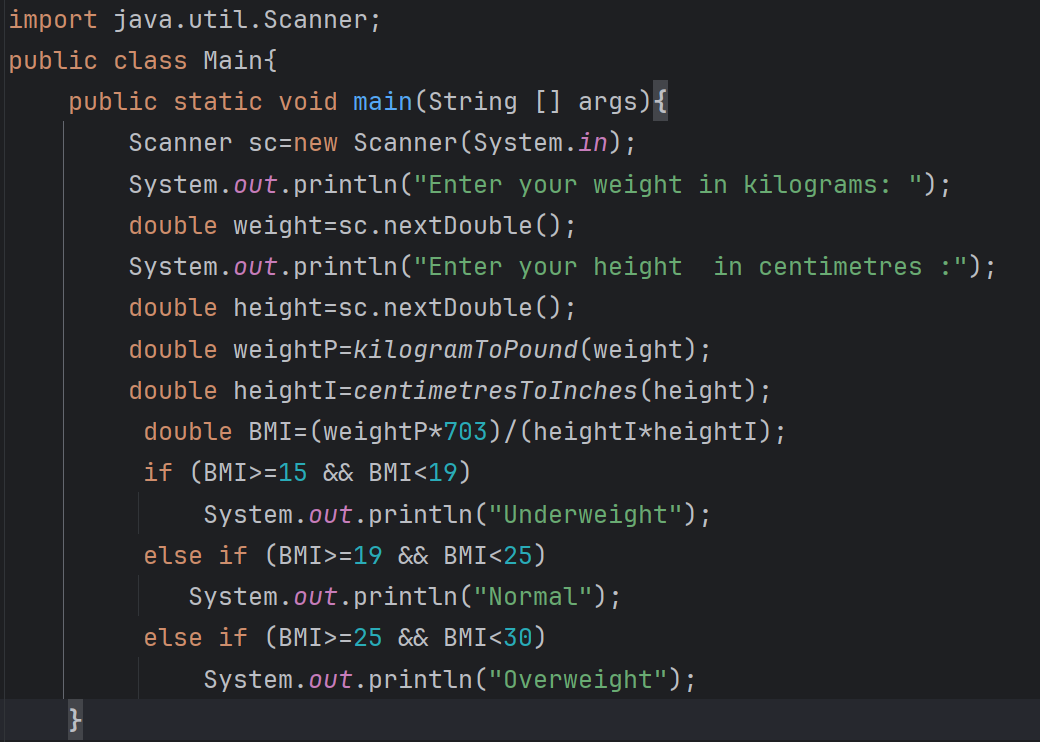 import java.util.Scanner;
public class Main{
    public static void main(String [] args){
        Scanner sc=new Scanner(System.in);
        System.out.println("Enter your weight in kilograms: ");
        double weight=sc.nextDouble();
        System.out.println("Enter your height  in centimetres :");
        double height=sc.nextDouble();
        double weightP=kilogramToPound(weight);
        double heightI=centimetresToInches(height);
         double BMI=(weightP*703)/(heightI*heightI);
         if (BMI>=15 && BMI<19)
             System.out.println("Underweight");
         else if (BMI>=19 && BMI<25)
            System.out.println("Normal");
         else if (BMI>=25 && BMI<30)
             System.out.println("Overweight");
    }